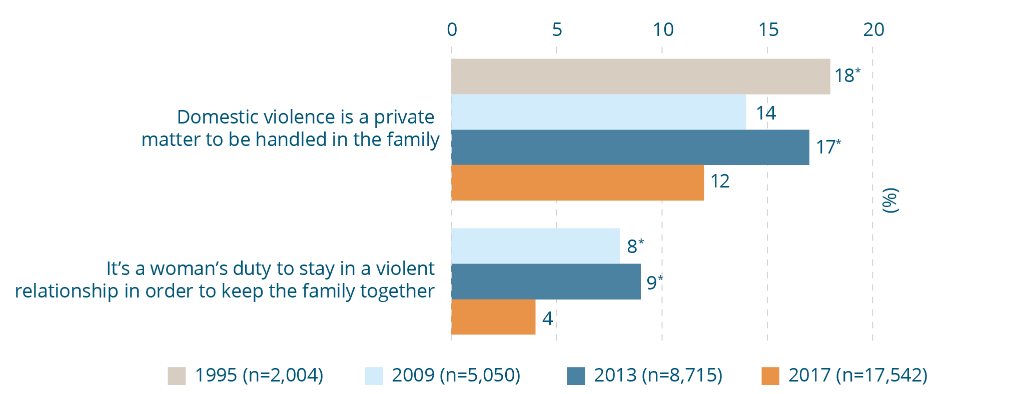 0 5 10 15 20
Domestic violence is a private
matter to be handled in the family
18*
14
17*
12
(%)
It’s a woman’s duty to stay in a violent
relationship in order to keep the family together
8*
9*
4
1995 (n=2,004) 2009 (n=5,050) 2013 (n=8,715) 2017 (n=17,542)